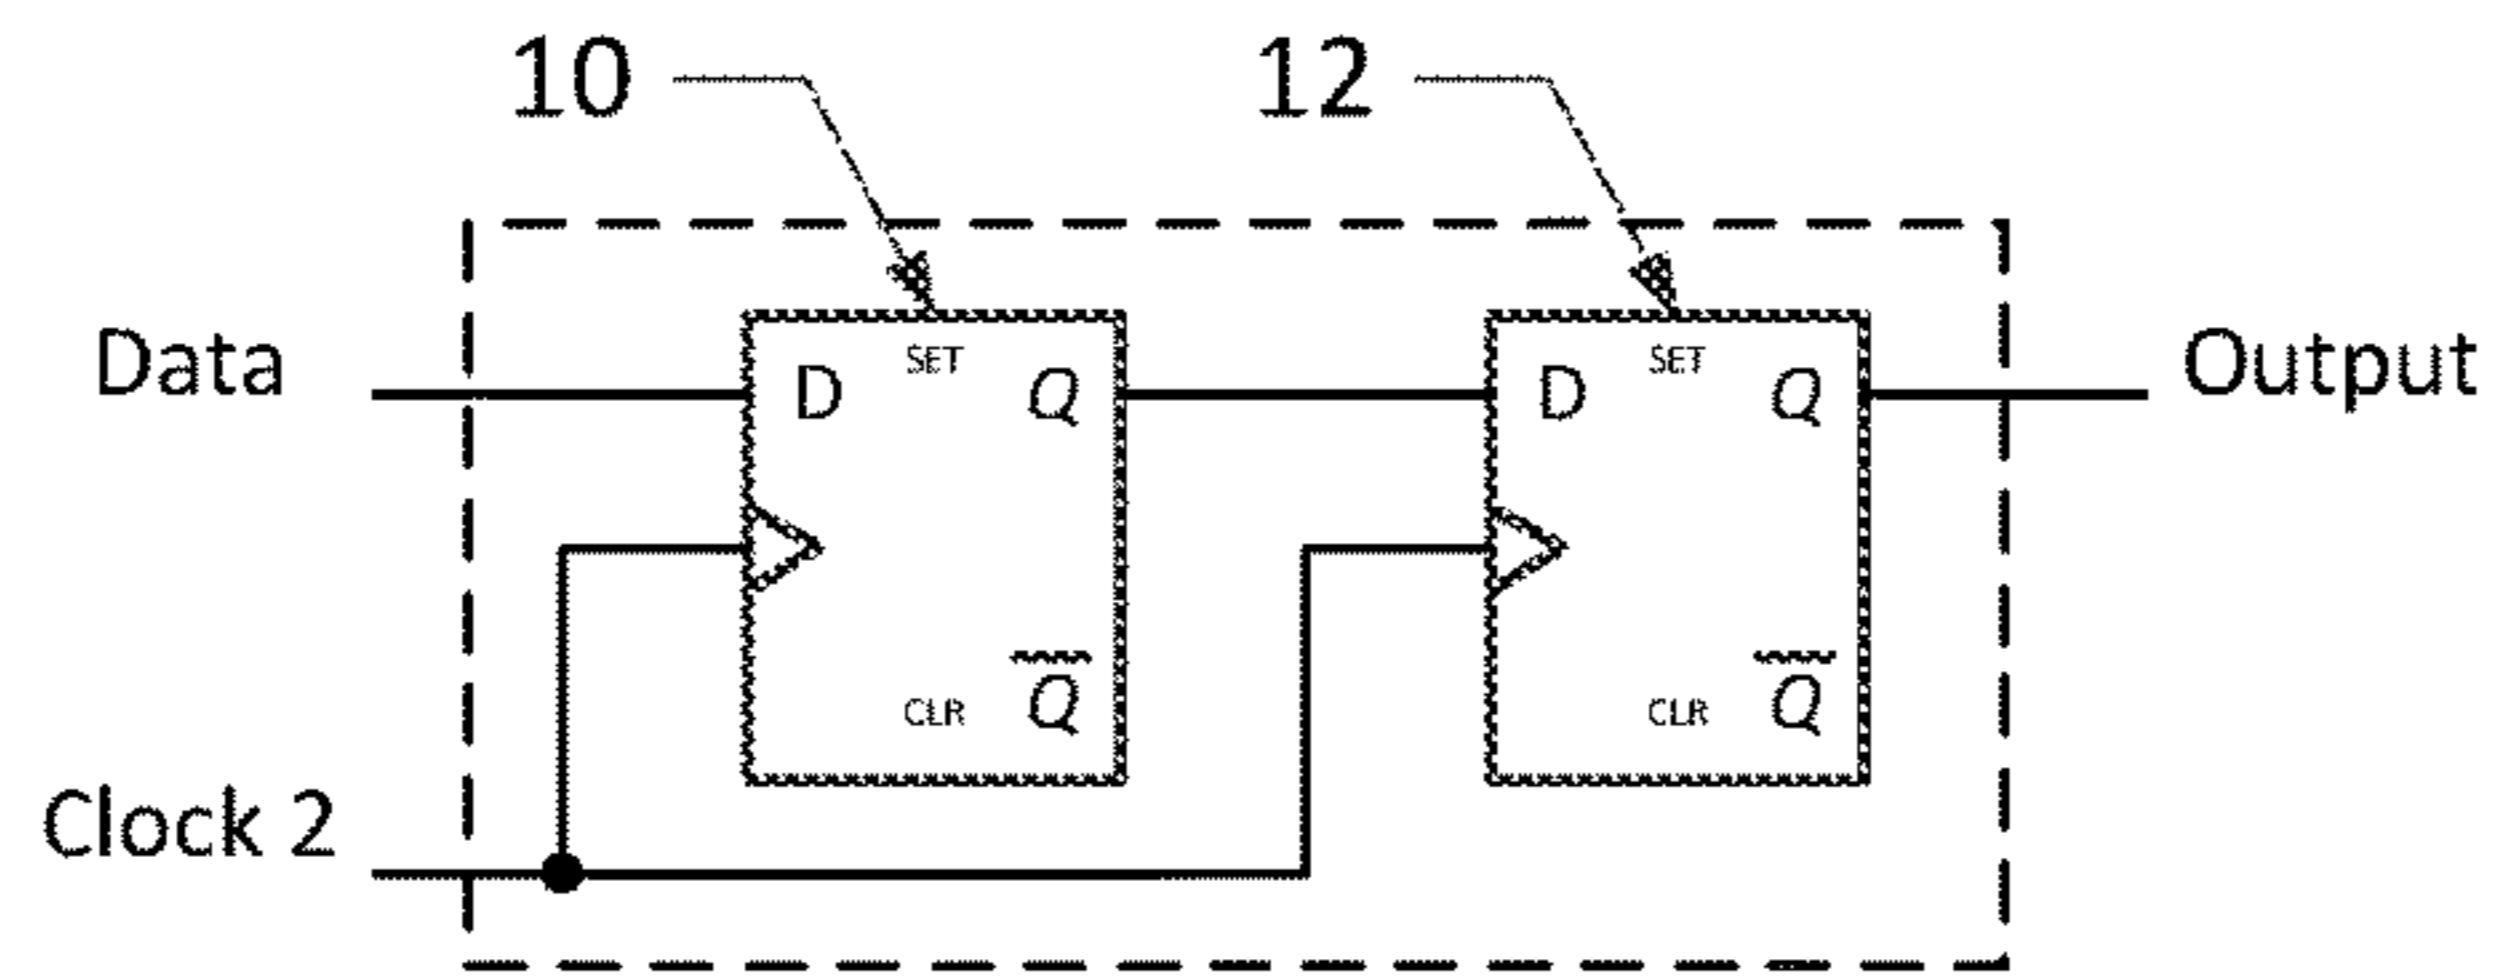 10 12
Data D SET Q D SET Q Output
CLR Q̅ CLR Q̅
Clock 2